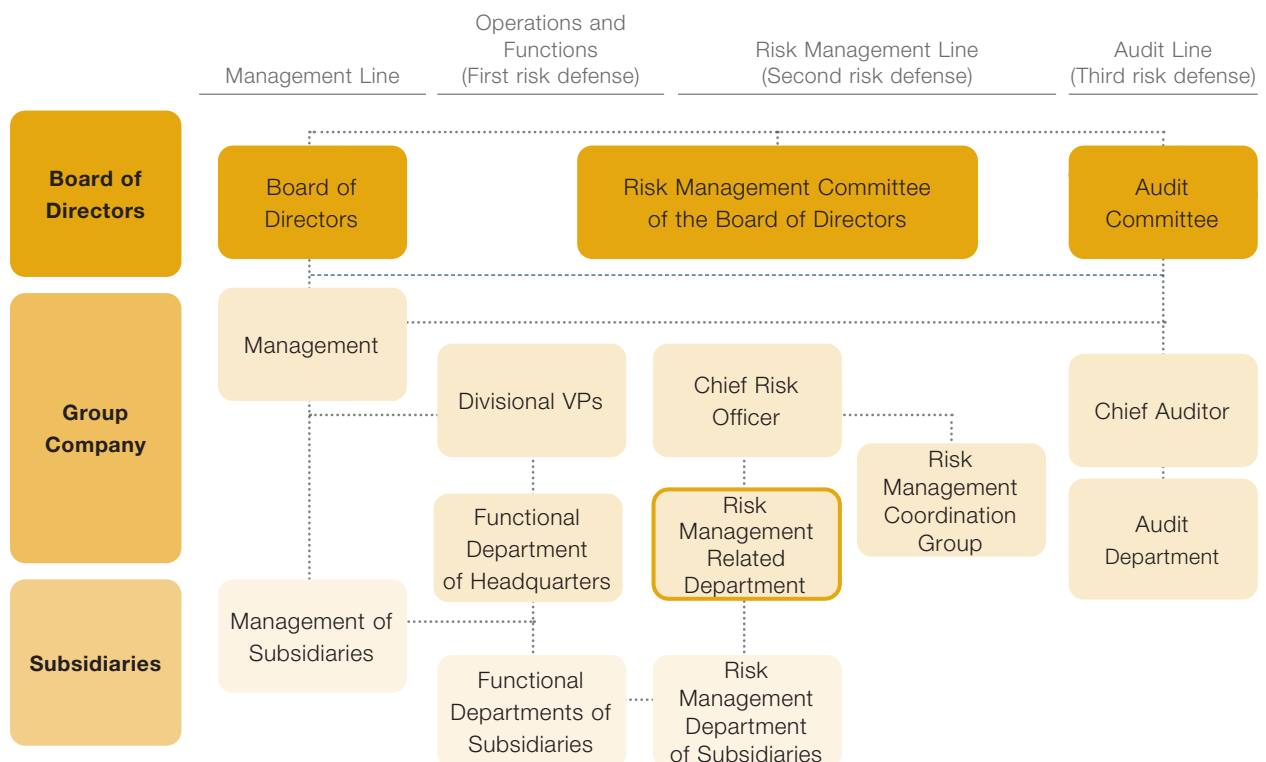 Management Line
Operations and
Functions
(First risk defense)
Risk Management Line
(Second risk defense)
Audit Line
(Third risk defense)
Board of
Directors
Board of
Directors
Risk Management Committee
of the Board of Directors
Audit
Committee
Group
Company
Management
Divisional VPs
Chief Risk
Officer
Chief Auditor
Risk
Management
Coordination
Group
Functional
Department
of Headquarters
Risk
Management
Related
Department
Audit
Department
Subsidiaries
Management of
Subsidiaries
Functional
Departments of
Subsidiaries
Risk
Management
Department
of Subsidiaries